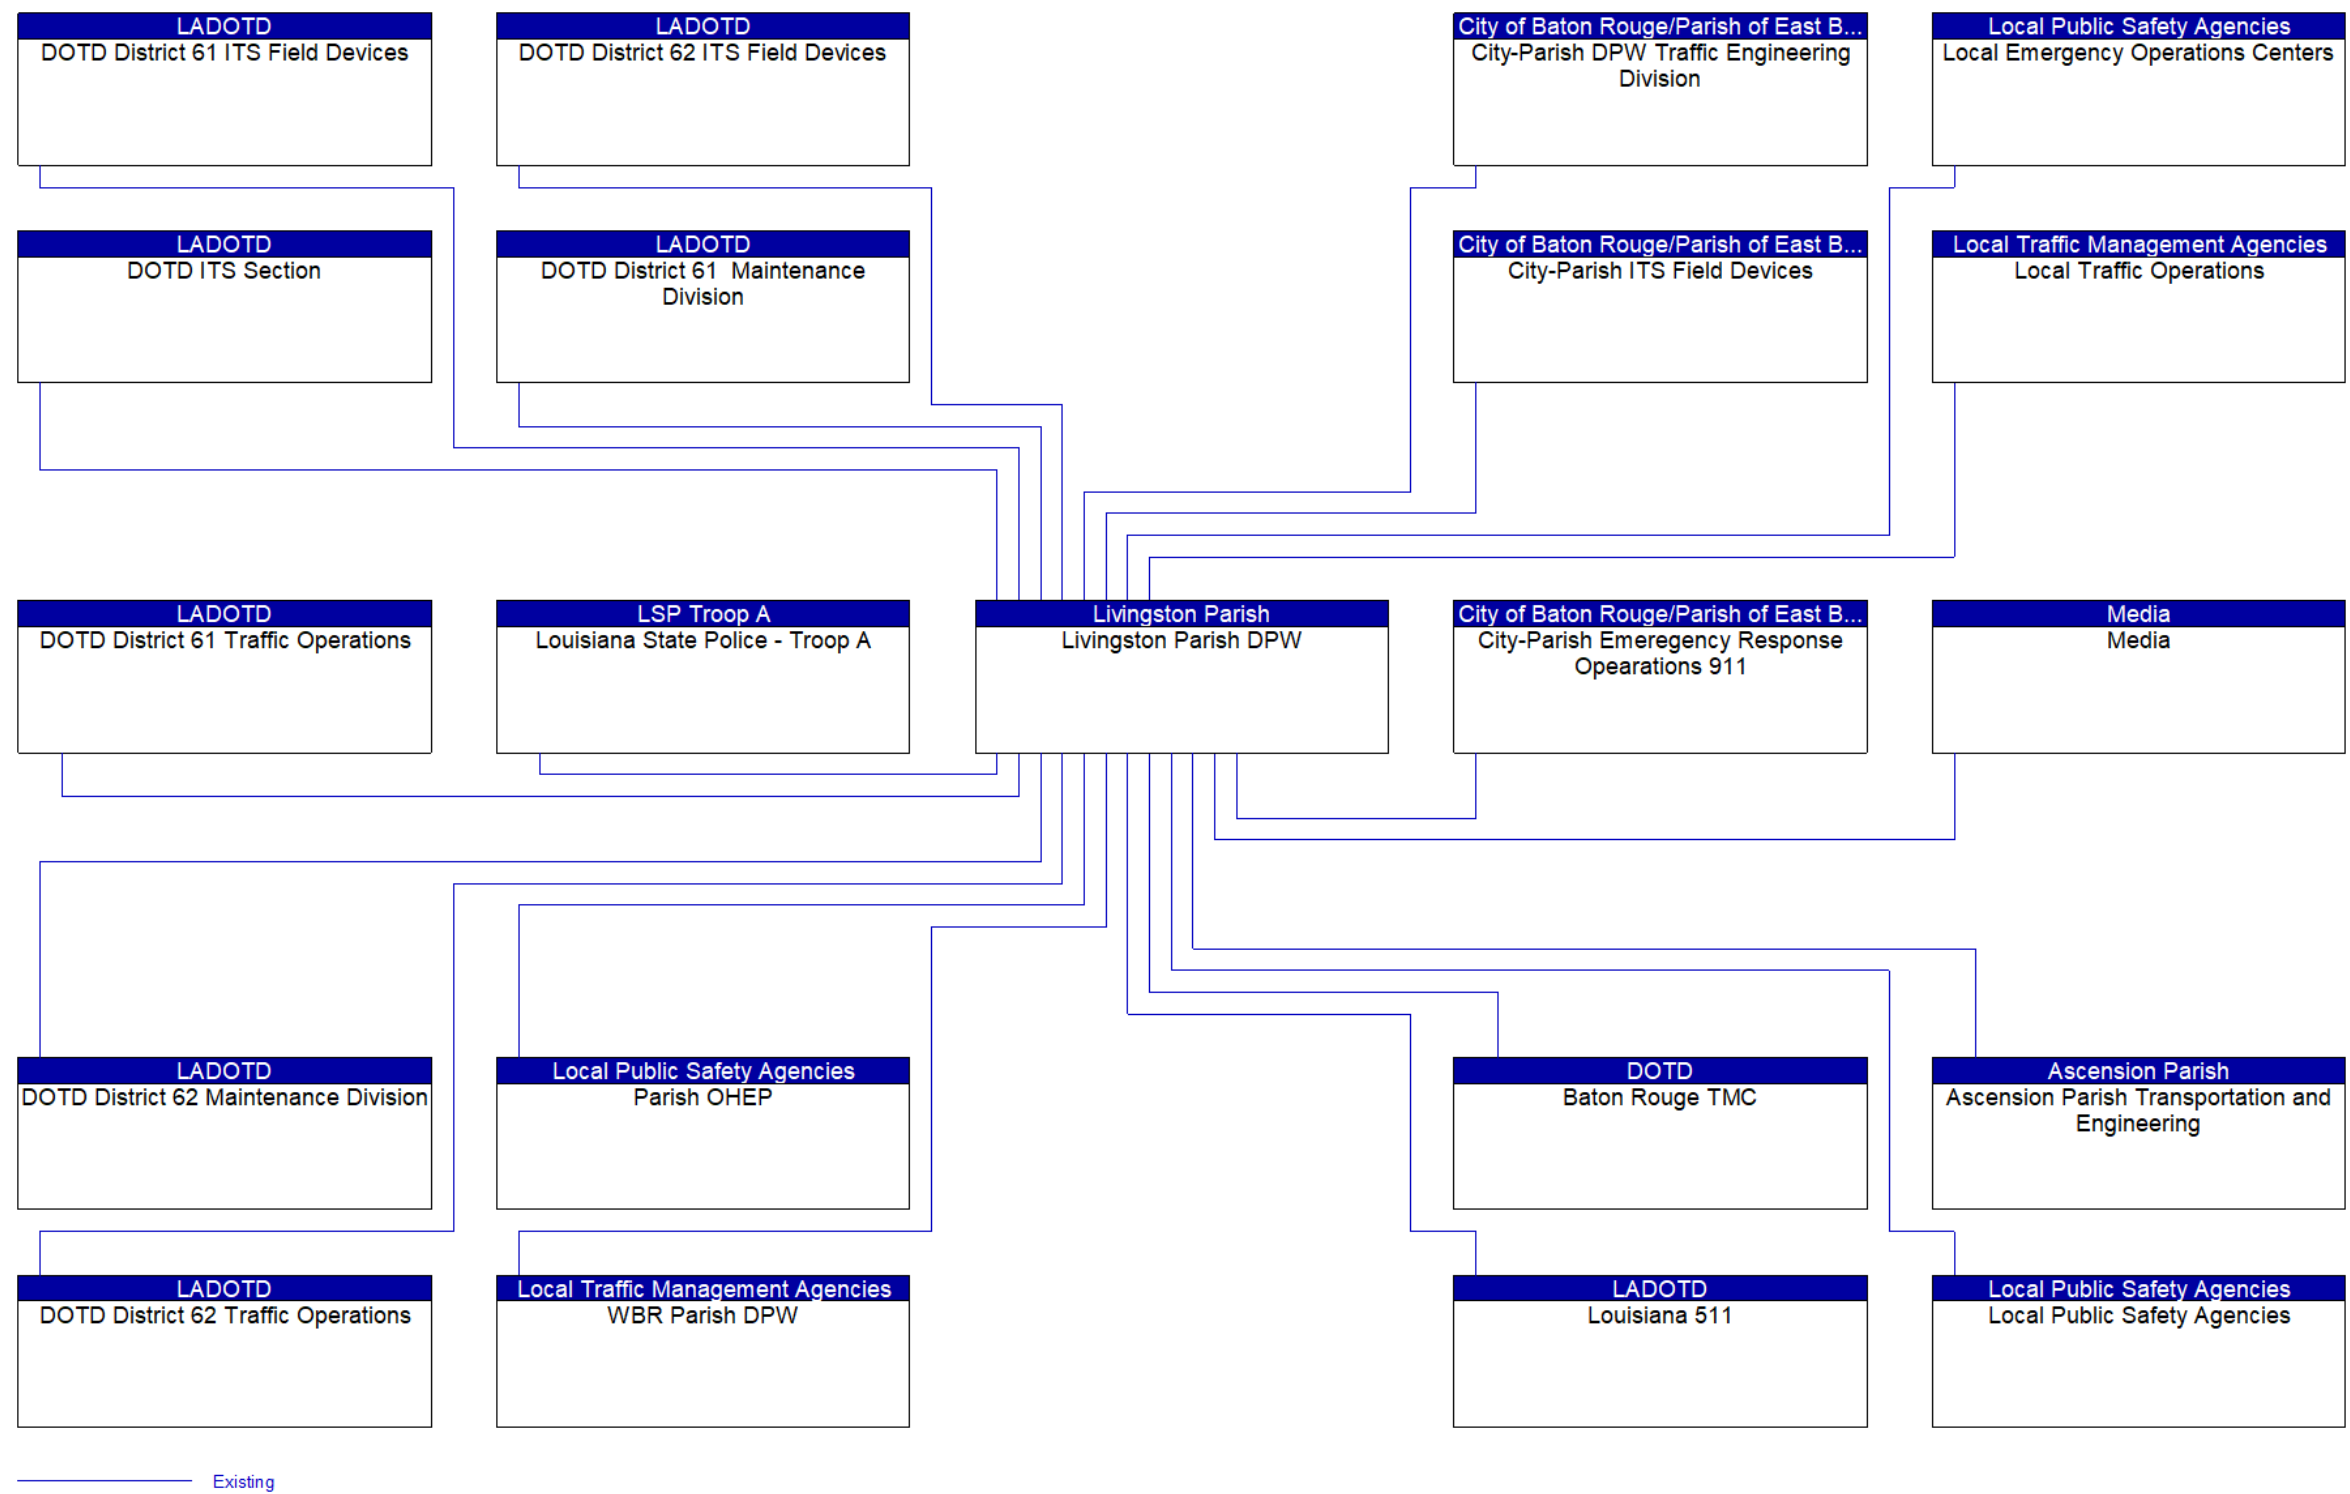 LADOTD
DOTD District 61 ITS Field Devices
LADOTD
DOTD District 62 ITS Field Devices
City of Baton Rouge/Parish of East B...
City-Parish DPW Traffic Engineering
Division
Local Public Safety Agencies
Local Emergency Operations Centers
LADOTD
DOTD ITS Section
LADOTD
DOTD District 61  Maintenance
Division
City of Baton Rouge/Parish of East B...
City-Parish ITS Field Devices
Local Traffic Management Agencies
Local Traffic Operations
LADOTD
DOTD District 61 Traffic Operations
LSP Troop A
Louisiana State Police - Troop A
Livingston Parish
Livingston Parish DPW
City of Baton Rouge/Parish of East B...
City-Parish Emeregency Response
Opearations 911
Media
Media
LADOTD
DOTD District 62 Maintenance Division
Local Public Safety Agencies
Parish OHEP
DOTD
Baton Rouge TMC
Ascension Parish
Ascension Parish Transportation and
Engineering
LADOTD
DOTD District 62 Traffic Operations
Local Traffic Management Agencies
WBR Parish DPW
LADOTD
Louisiana 511
Local Public Safety Agencies
Local Public Safety Agencies
Existing